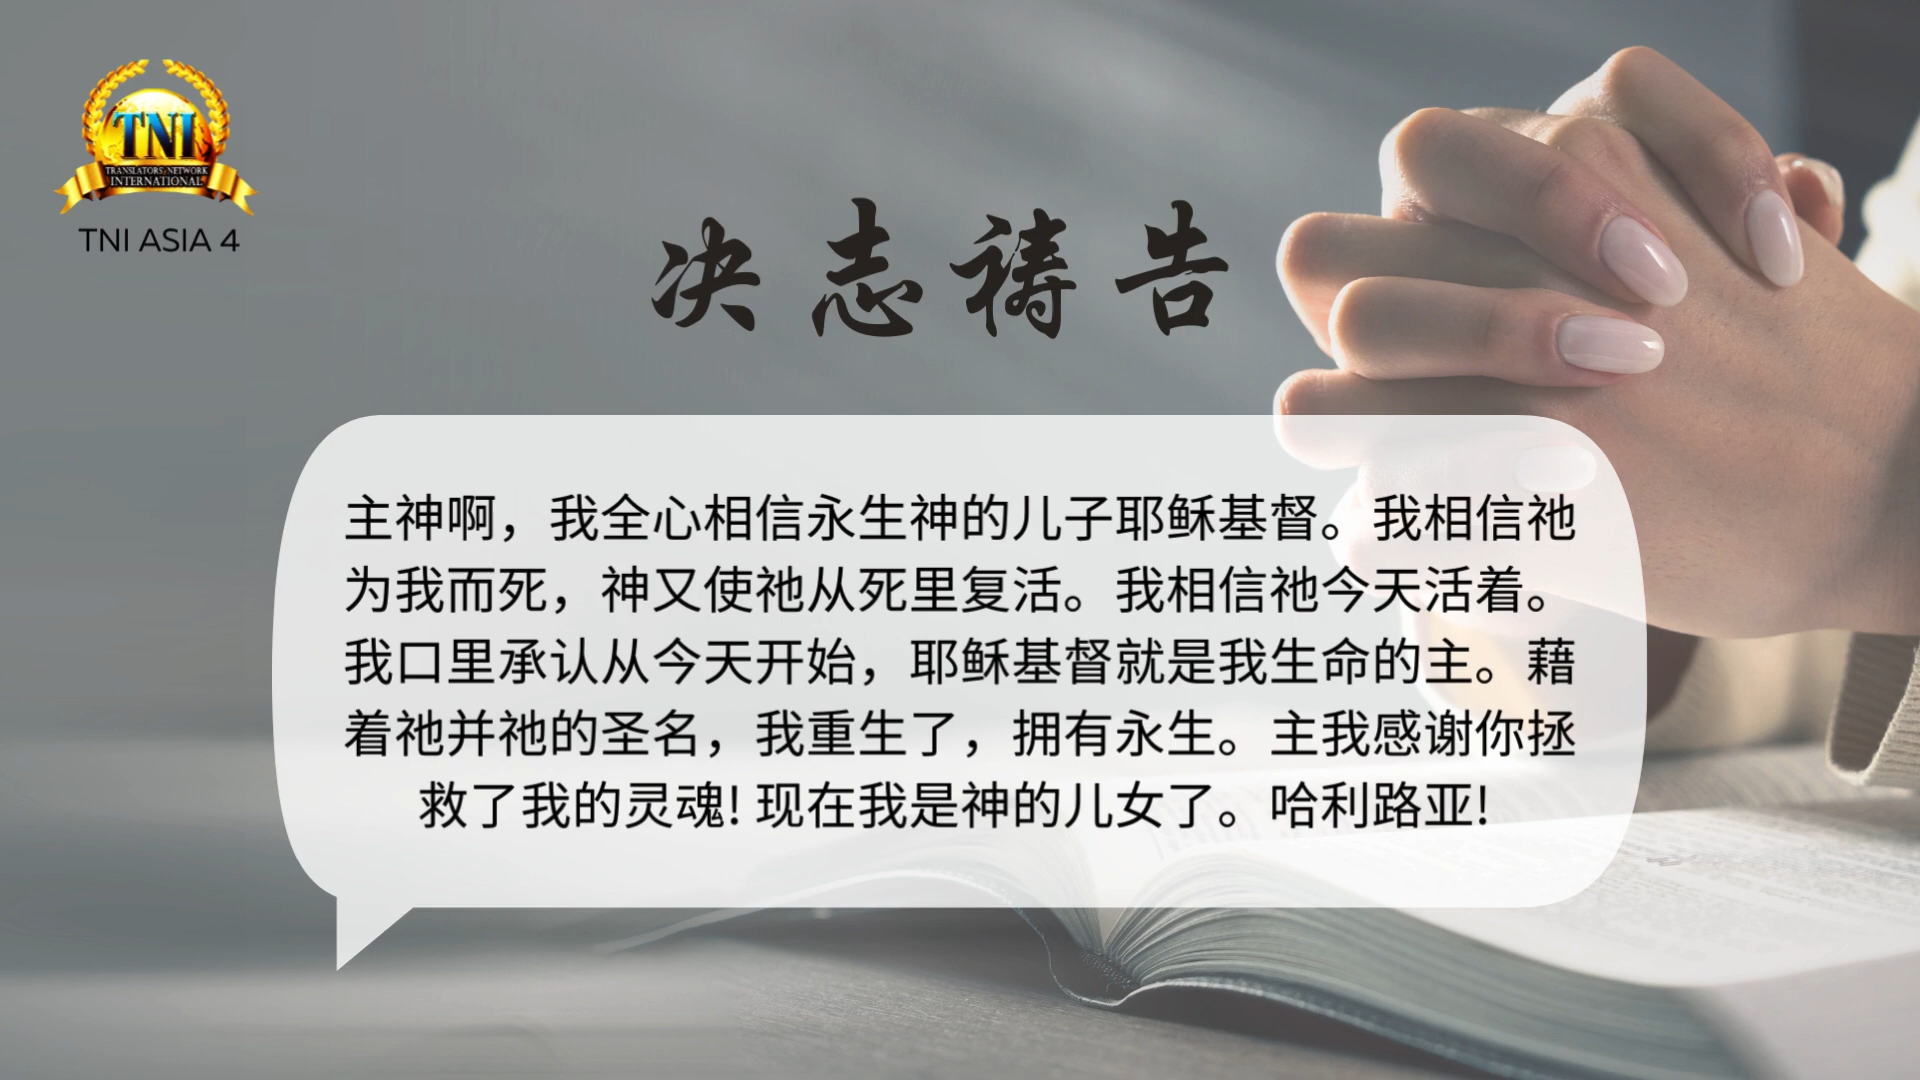 TNI
TRANSLATORS NETWORK
INTERNATIONAL
TNI ASIA 4
决志祷告
主神啊，我全心相信永生神的儿子耶稣基督。我相信祂
为我而死，神又使祂从死里复活。我相信祂今天活着。
我口里承认从今天开始，耶稣基督就是我生命的主。藉
着祂并祂的圣名，我重生了，拥有永生。主我感谢你拯
救了我的灵魂! 现在我是神的儿女了。哈利路亚!